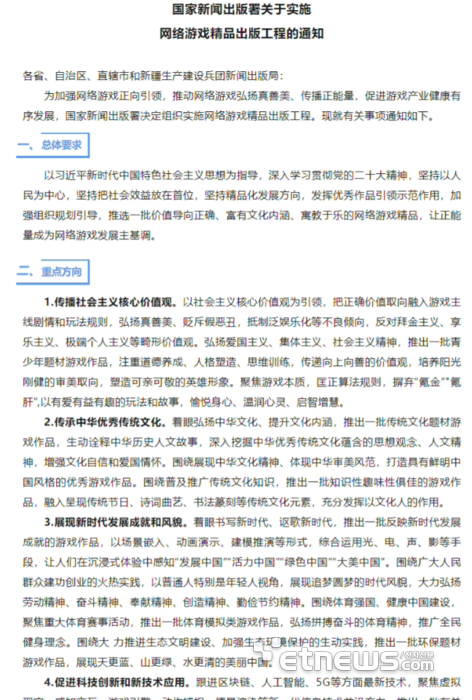 国家新闻出版署关于实施
网络游戏精品出版工程的通知
各省、自治区、直辖市和新疆生产建设兵团新闻出版局：
为加强网络游戏正向引领，推动网络游戏弘扬真善美、传播正能量，促进游戏产业健康有
序发展，国家新闻出版署决定组织实施网络游戏精品出版工程。现就有关事项通知如下。
一、总体要求
以习近平新时代中国特色社会主义思想为指导，深入学习贯彻党的二十大精神，坚持以人
民为中心，坚持把社会效益放在首位，坚持精品化发展方向，发挥优秀作品引领示范作用，加
强组织规划引导，推选一批价值导向正确、富有文化内涵、寓教于乐的网络游戏精品，让正能
量成为网络游戏发展主基调。
二、重点方向
1.传播社会主义核心价值观。以社会主义核心价值观为引领，把正确价值取向融入游戏主
线剧情和玩法规则，弘扬真善美、贬斥假恶丑，抵制泛娱乐化等不良倾向，反对拜金主义、享
乐主义、极端个人主义等畸形价值观。弘扬爱国主义、集体主义、社会主义精神，推出一批青
少年题材游戏作品，注重道德养成、人格塑造、思维训练，传递向上向善的价值观，培养阳光
刚健的审美取向，塑造可亲可敬的英雄形象。聚焦游戏本质，匡正算法规则，摒弃“氪金”“氪
肝”,以有爱有益有趣的玩法和故事，愉悦身心、温润心灵、启智增慧。
2.传承中华优秀传统文化。着眼弘扬中华文化、提升文化内涵，推出一批传统文化题材游
戏作品，生动诠释中华历史人文故事，深入挖掘中华优秀传统文化蕴含的思想观念、人文精
神，增强文化自信和爱国情怀。围绕展现中华文化精神、体现中华审美风范，打造具有鲜明中
国风格的优秀游戏作品。围绕普及推广传统文化知识，推出一批知识性趣味性俱佳的游戏作
品，融入呈现传统节日、诗词曲艺、书法篆刻等传统文化元素，充分发挥以文化人的作用。
3.展现新时代发展成就和风貌。着眼书写新时代、讴歌新时代，推出一批反映新时代发展
成就的游戏作品，以场景嵌入、动画演示、建模推演等形式，综合运用光、电、声、影等手
段，让人们在沉浸式体验中感知“发展中国”“活力中国”“绿色中国”“大美中国”。围绕广大人民
群众建功创业的火热实践，以普通人特别是年轻人视角，展现追梦圆梦的时代风貌，大力弘扬
劳动精神、奋斗精神、奉献精神、创造精神、勤俭节约精神。围绕体育强国、健康中国建设，
聚焦重大体育赛事活动，推出一批体育模拟类游戏作品，弘扬拼搏奋斗的体育精神，推广全民
健身理念。围绕大 力推进生态文明建设、加强生态环境保护的生动实践，推出一批环保题材
游戏作品，展现天更蓝、山更绿、水更清的美丽中国。
4.促进科技创新和新技术应用。跟进区块链、人工智能、5G等方面最新技术，聚焦虚拟
etnews.com